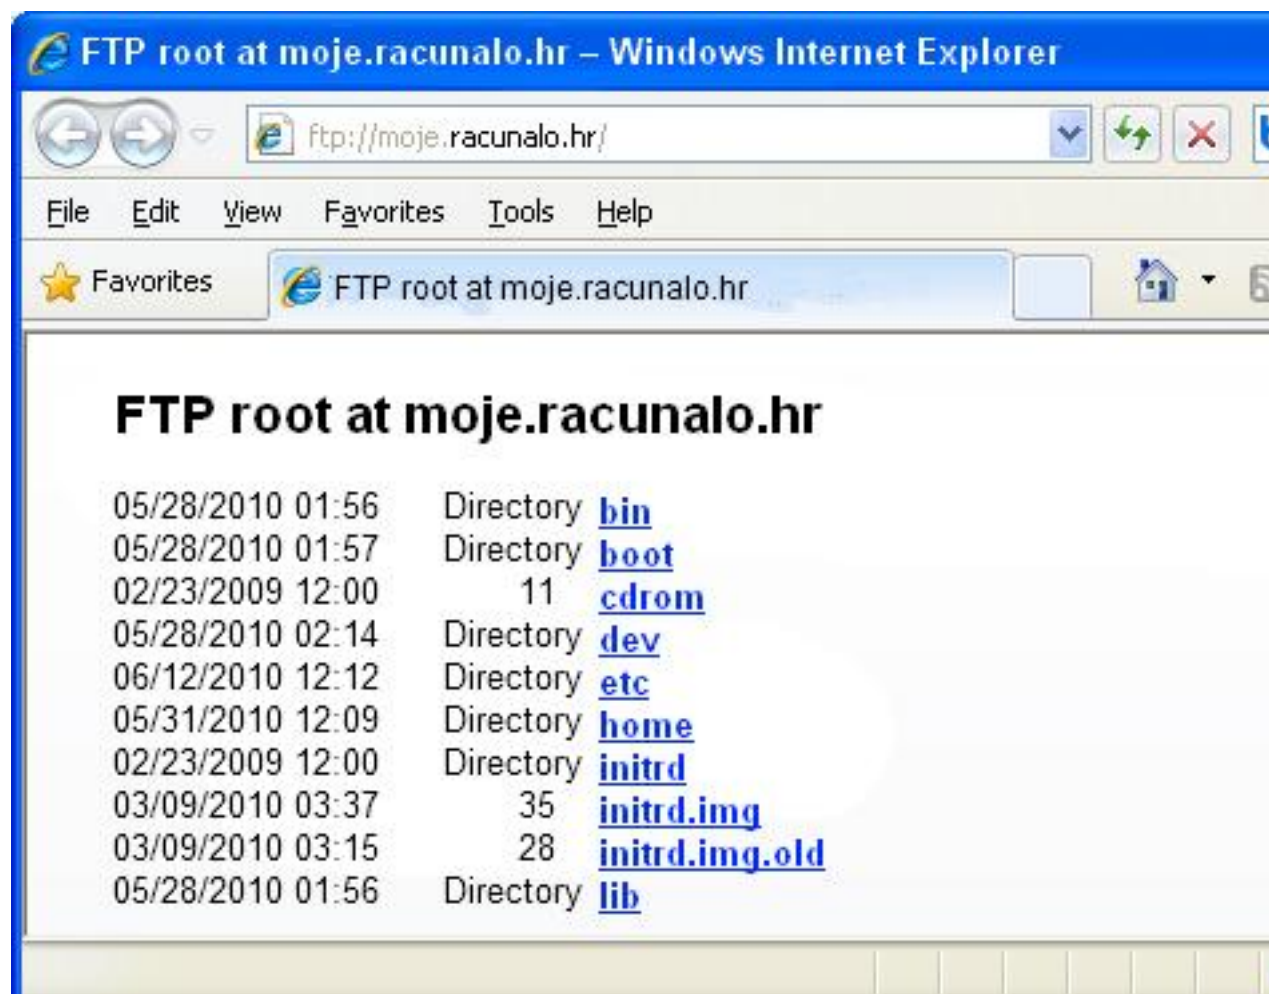 FTP root at moje.racunalo.hr – Windows Internet Explorer
ftp://moje.racunalo.hr/
File Edit View Favorites Tools Help
Favorites FTP root at moje.racunalo.hr
FTP root at moje.racunalo.hr
05/28/2010 01:56 Directory bin
05/28/2010 01:57 Directory boot
02/23/2009 12:00 11 cdrom
05/28/2010 02:14 Directory dev
06/12/2010 12:12 Directory etc
05/31/2010 12:09 Directory home
02/23/2009 12:00 Directory initrd
03/09/2010 03:37 35 initrd.img
03/09/2010 03:15 28 initrd.img.old
05/28/2010 01:56 Directory lib